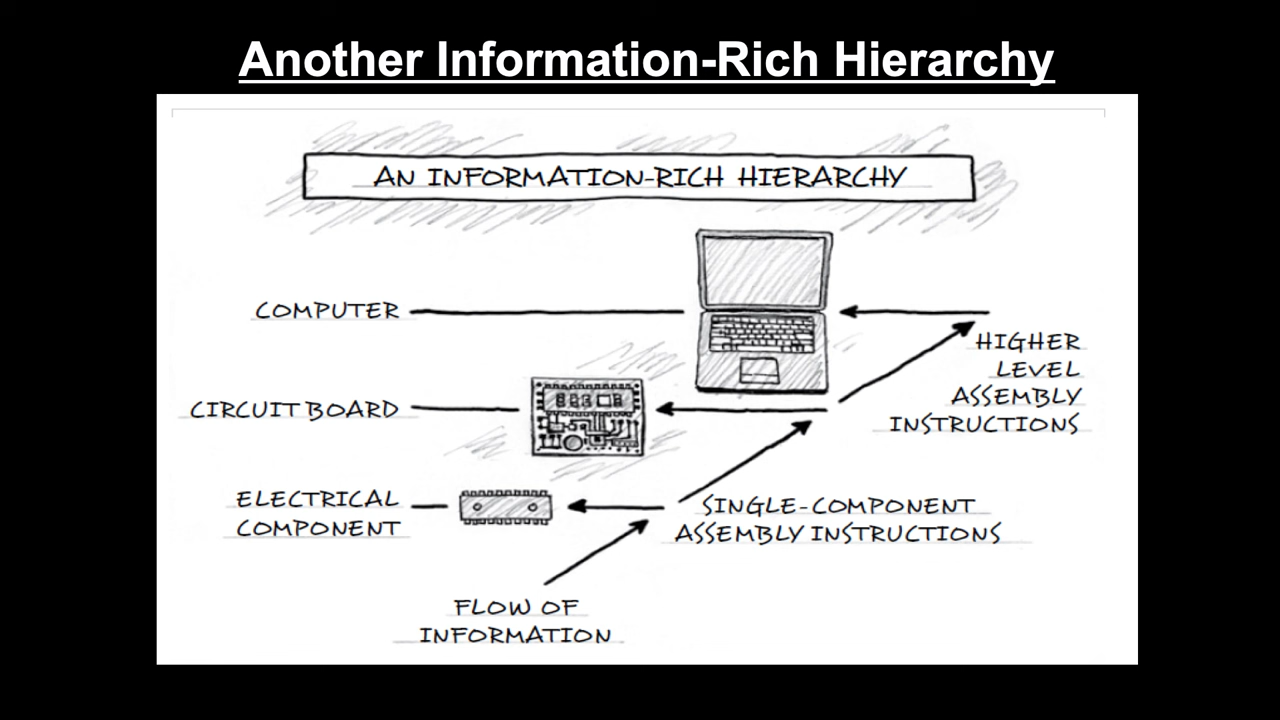 Another Information-Rich Hierarchy
AN INFORMATION-RICH HIERARCHY
COMPUTER
HIGHER
LEVEL
ASSEMBLY
INSTRUCTIONS
CIRCUIT BOARD
ELECTRICAL
COMPONENT
SINGLE-COMPONENT
ASSEMBLY INSTRUCTIONS
FLOW OF
INFORMATION